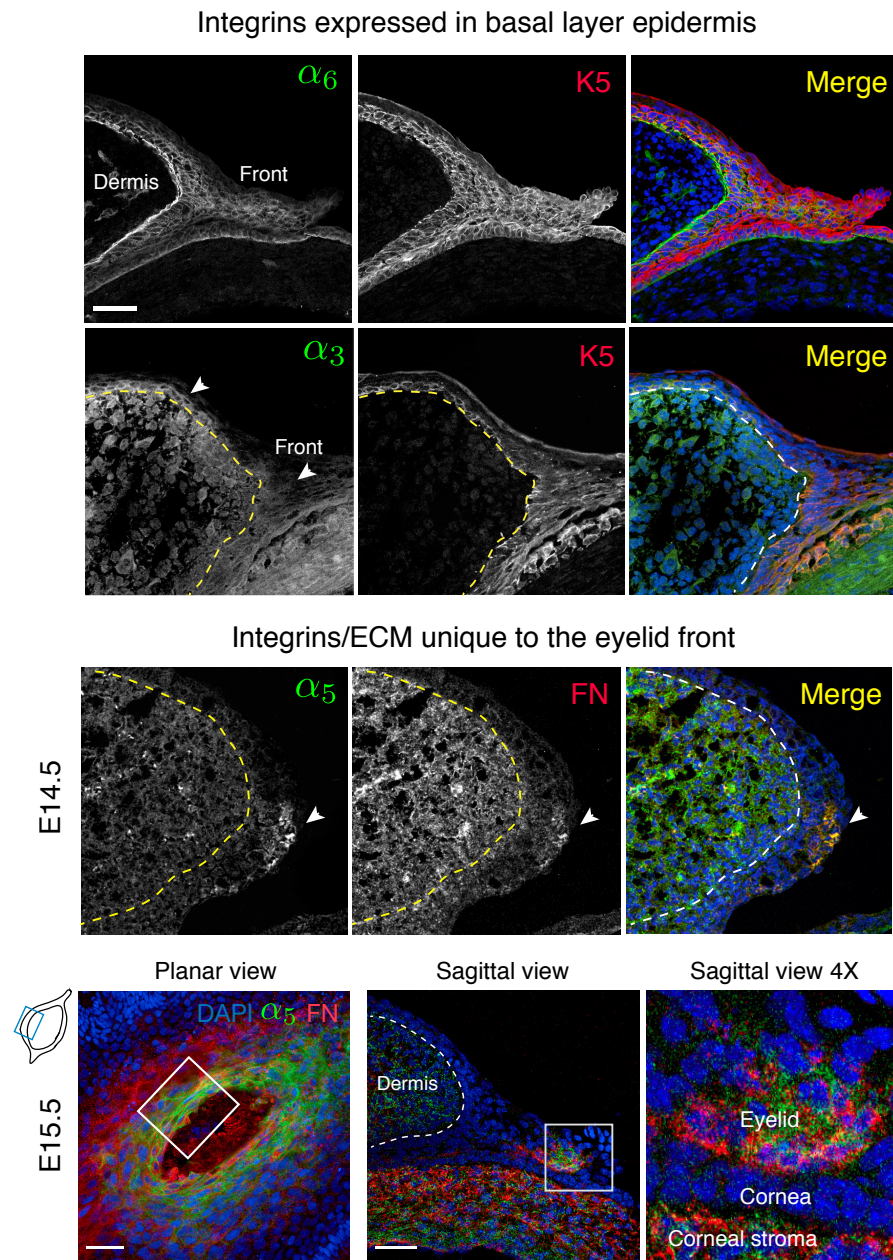 Integrins expressed in basal layer epidermis
α6 K5 Merge
Dermis Front
α3 K5 Merge
Front
Integrins/ECM unique to the eyelid front
α5 FN Merge
E14.5
Planar view Sagittal view Sagittal view 4X
DAPI α5 FN
Dermis
E15.5
Eyelid
Cornea
Corneal stroma